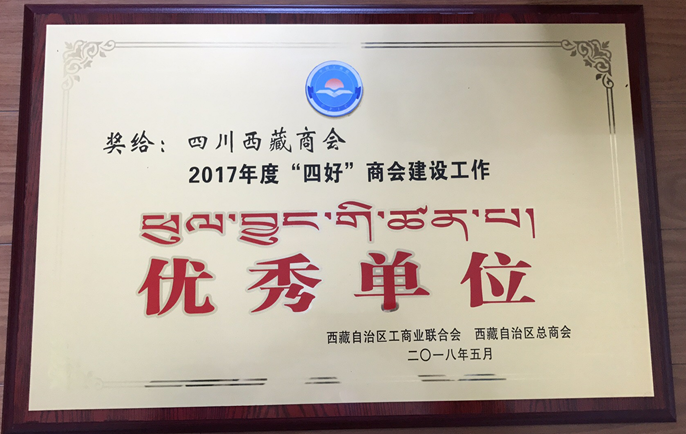 奖给：四川西藏商会
2017年度“四好”商会建设工作
ཕུལ་བྱུང་གི་ཚན་པ།
优秀单位
西藏自治区工商业联合会 西藏自治区总商会
二〇一八年五月